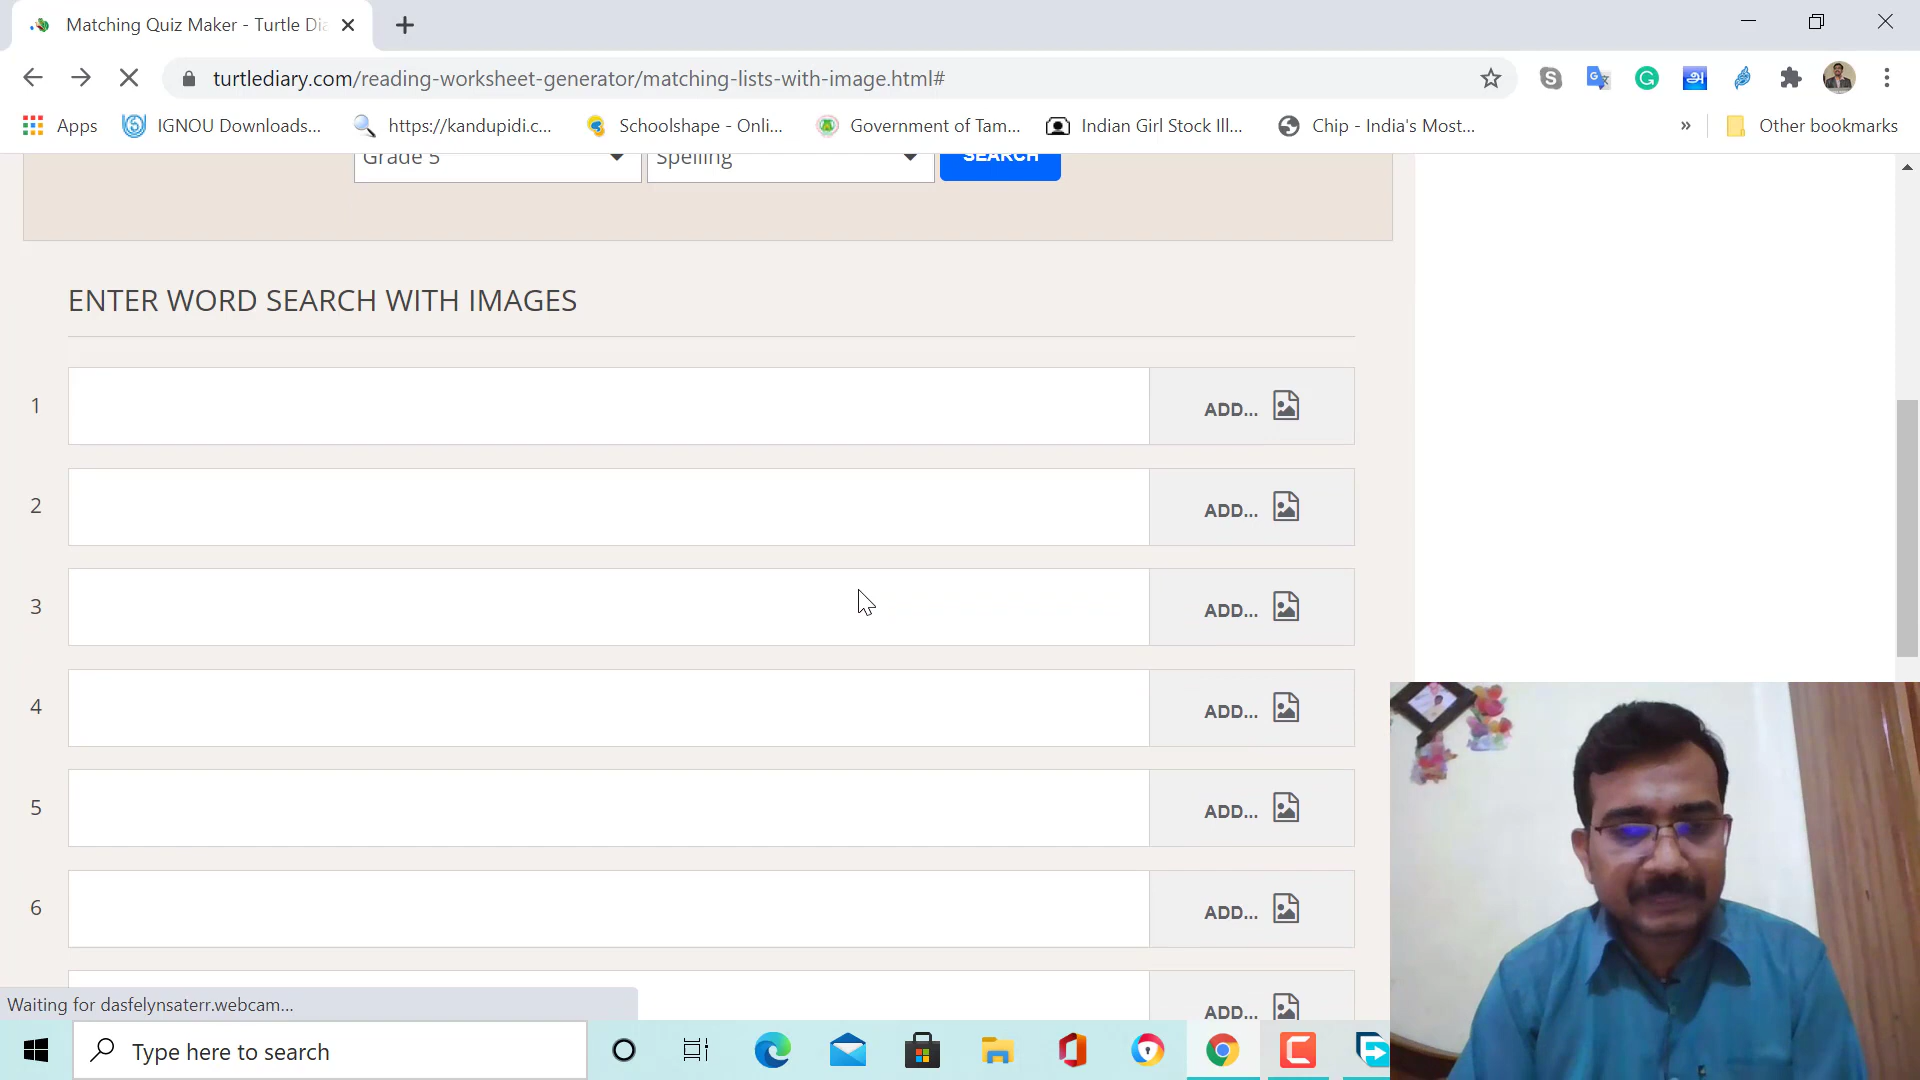 Matching Quiz Maker - Turtle Dia
turtlediary.com/reading-worksheet-generator/matching-lists-with-image.html#
Apps IGNOU Downloads... https://kandupidi.c... Schoolshape - Onli... Government of Tam... Indian Girl Stock Ill... Chip - India's Most... » Other bookmarks
Grade 5 Spelling SEARCH
ENTER WORD SEARCH WITH IMAGES
1 ADD...
2 ADD...
3 ADD...
4 ADD...
5 ADD...
6 ADD...
ADD...
Waiting for dasfelynsaterr.webcam...
Type here to search